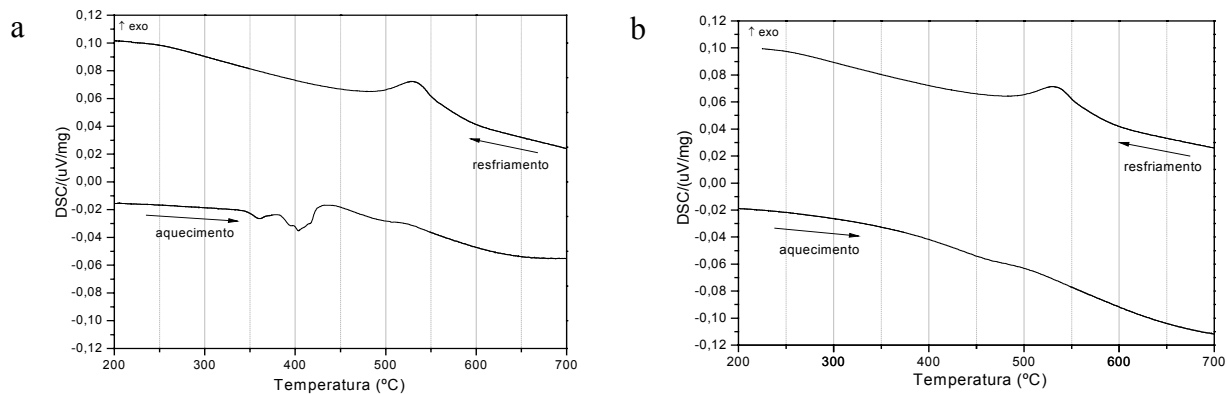 a
↑ exo
0,12
0,10
0,08
0,06
0,04
0,02
0,00
-0,02
-0,04
-0,06
-0,08
-0,10
-0,12
DSC/(uV/mg)
resfriamento
aquecimento
200 300 400 500 600 700
Temperatura (ºC)
b
↑ exo
0,12
0,10
0,08
0,06
0,04
0,02
0,00
-0,02
-0,04
-0,06
-0,08
-0,10
-0,12
DSC/(uV/mg)
resfriamento
aquecimento
200 300 400 500 600 700
Temperatura (ºC)